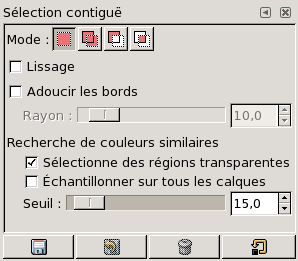 Sélection contiguë
Mode :
Lissage
Adoucir les bords
Rayon : 10,0
Recherche de couleurs similaires
Sélectionne des régions transparentes
Échantillonner sur tous les calques
Seuil : 15,0